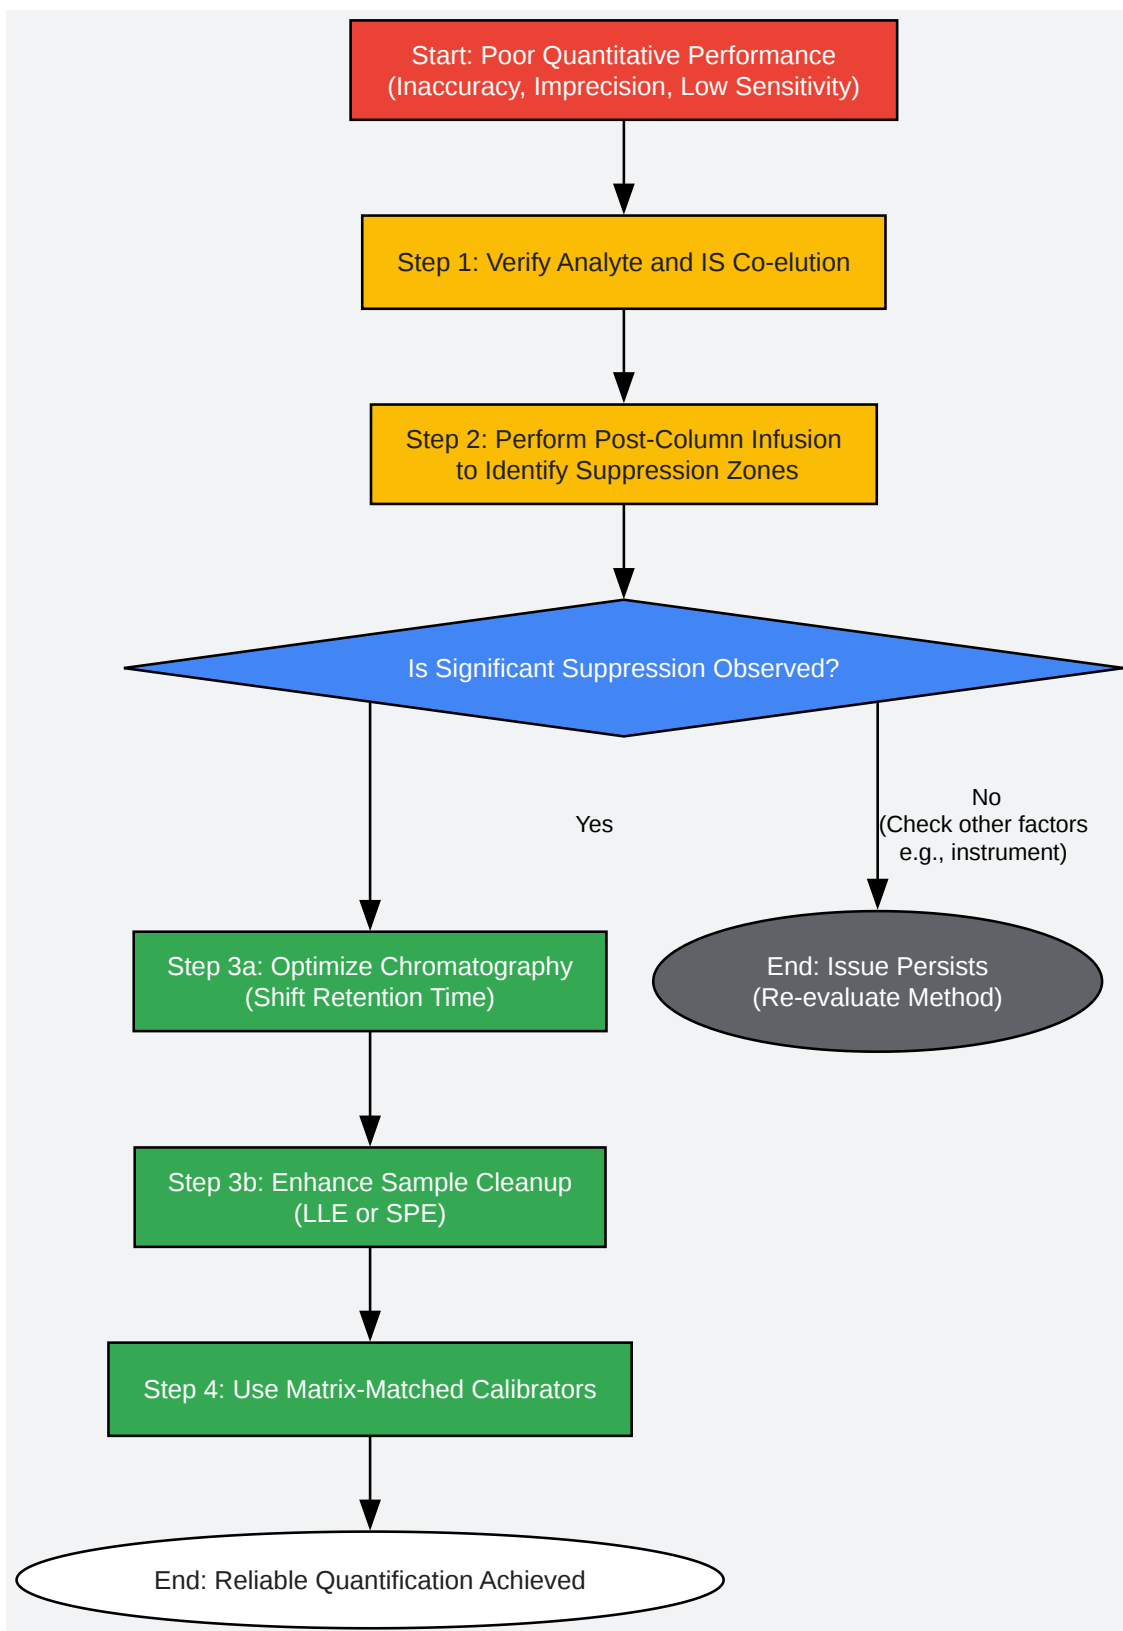 Start: Poor Quantitative Performance
(Inaccuracy, Imprecision, Low Sensitivity)
Step 1: Verify Analyte and IS Co-elution
Step 2: Perform Post-Column Infusion
to Identify Suppression Zones
Is Significant Suppression Observed?
Yes
No
(Check other factors
e.g., instrument)
Step 3a: Optimize Chromatography
(Shift Retention Time)
End: Issue Persists
(Re-evaluate Method)
Step 3b: Enhance Sample Cleanup
(LLE or SPE)
Step 4: Use Matrix-Matched Calibrators
End: Reliable Quantification Achieved